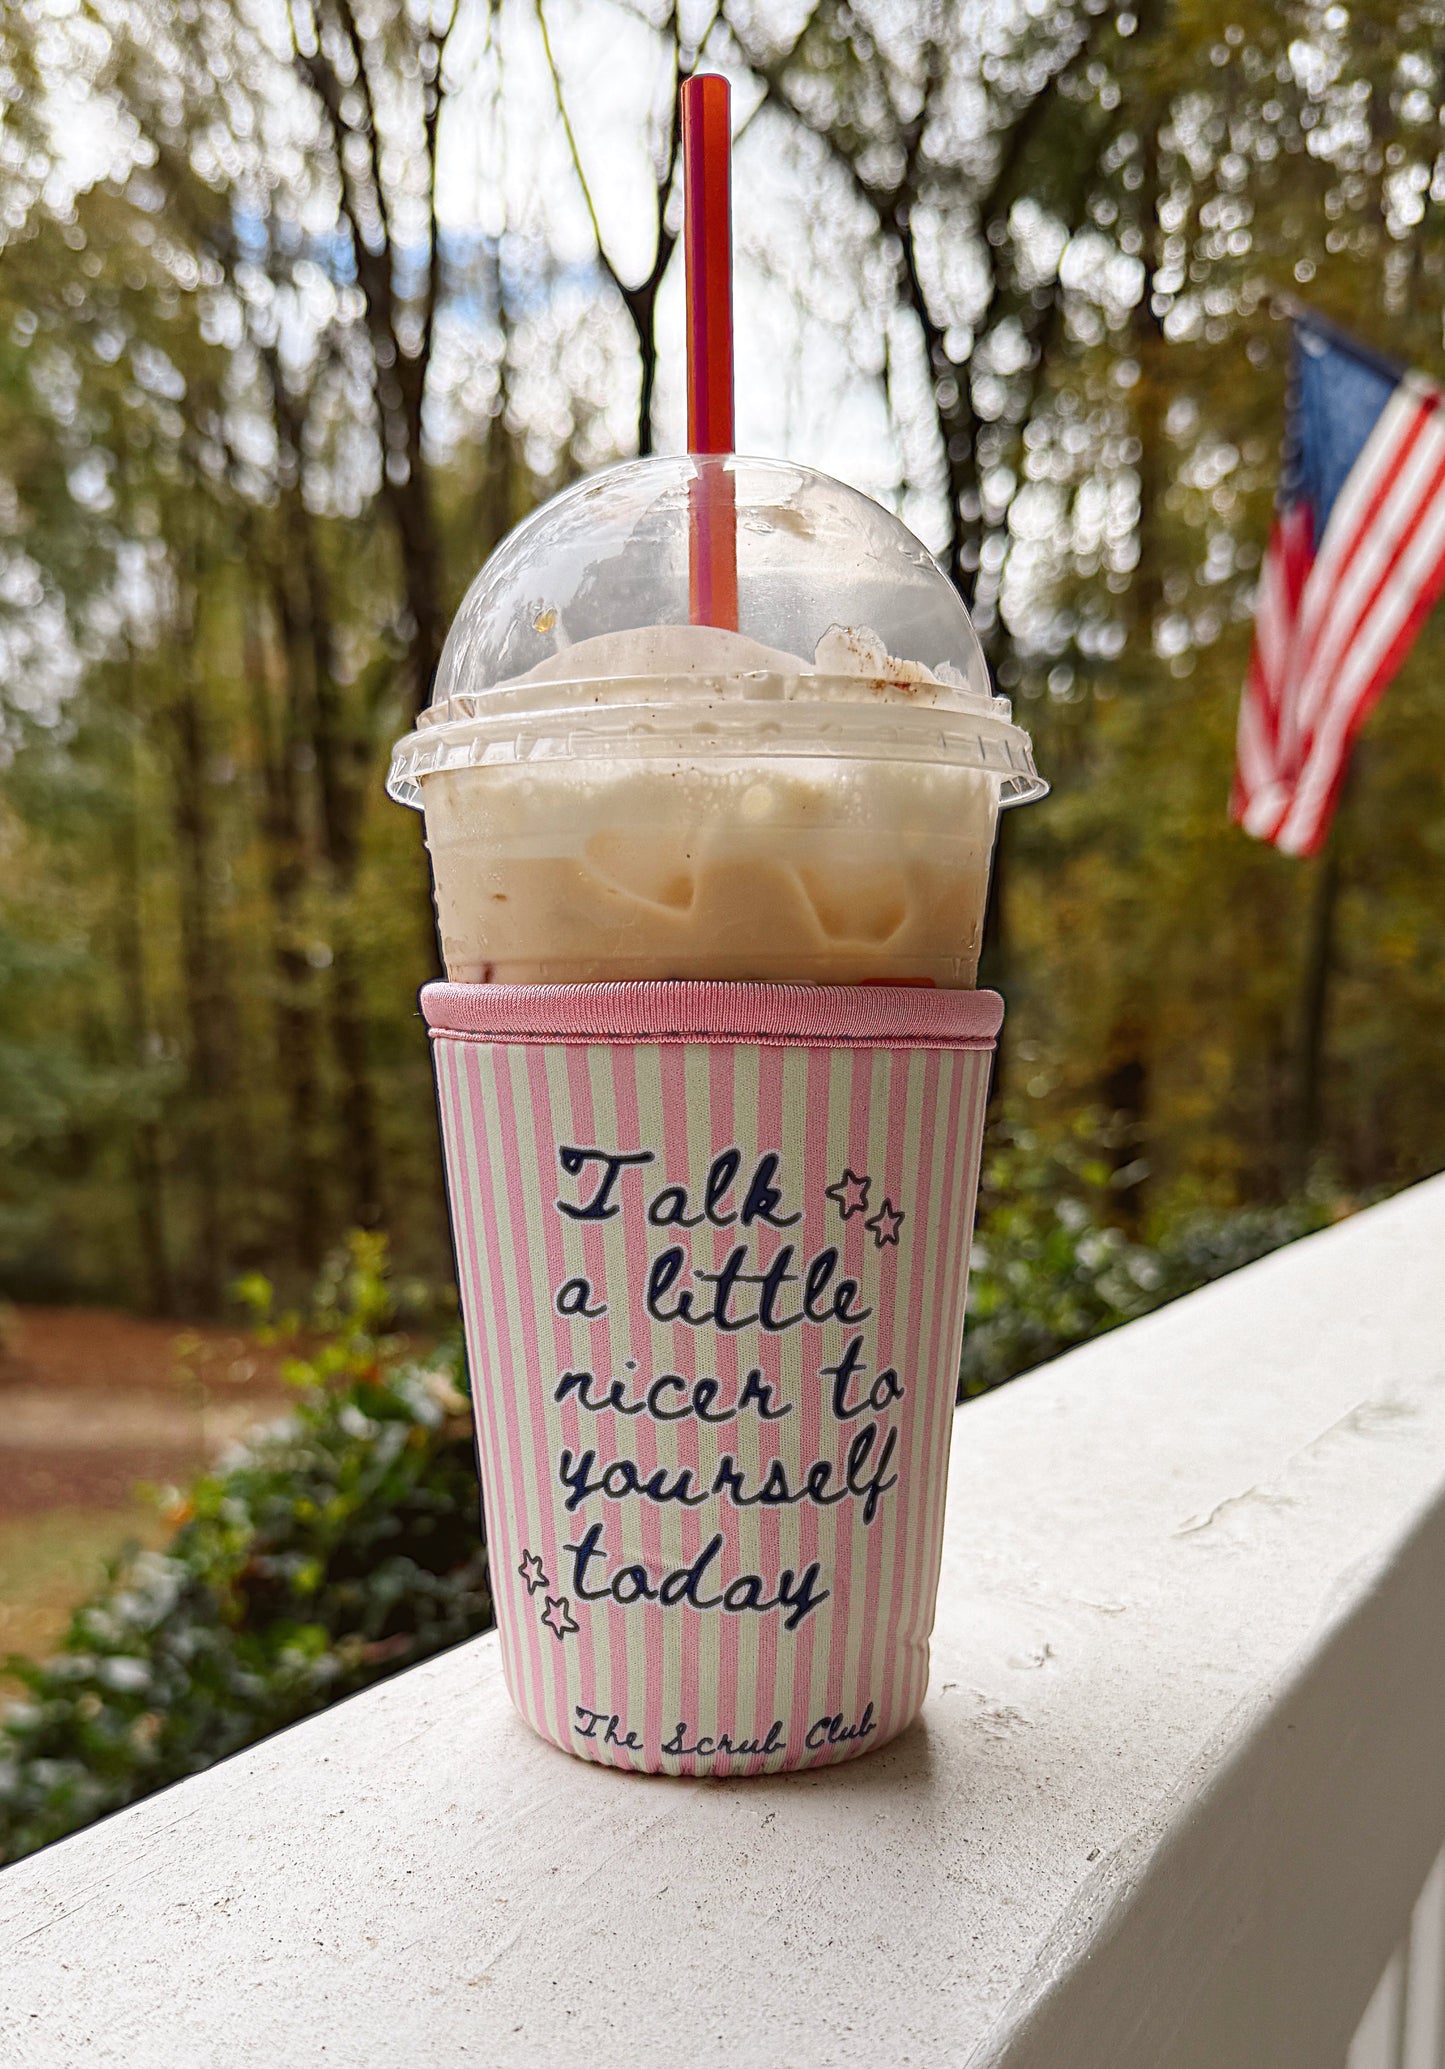 Talk
a little
nicer to
yourself
today
The Scrub Club